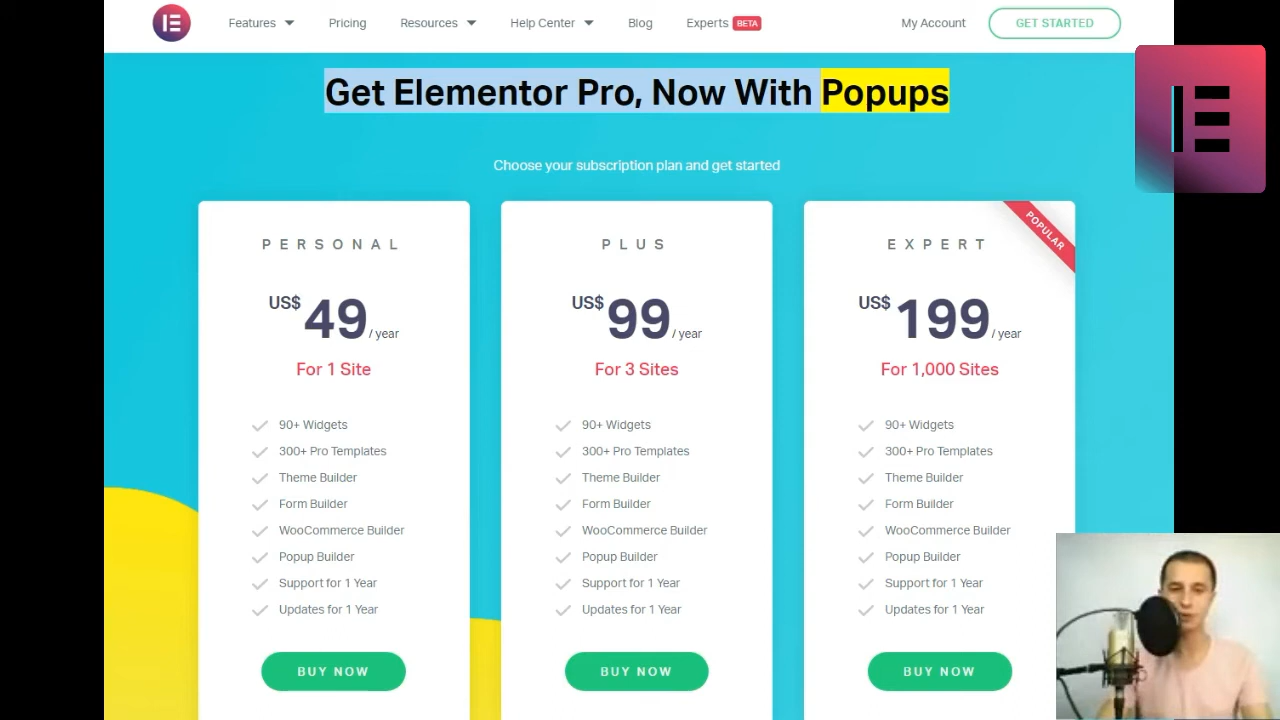 Features Pricing Resources Help Center Blog Experts BETA My Account GET STARTED
Get Elementor Pro, Now With Popups
Choose your subscription plan and get started
PERSONAL
US$ 49 / year
For 1 Site
90+ Widgets
300+ Pro Templates
Theme Builder
Form Builder
WooCommerce Builder
Popup Builder
Support for 1 Year
Updates for 1 Year
BUY NOW
PLUS
US$ 99 / year
For 3 Sites
90+ Widgets
300+ Pro Templates
Theme Builder
Form Builder
WooCommerce Builder
Popup Builder
Support for 1 Year
Updates for 1 Year
BUY NOW
POPULAR
EXPERT
US$ 199 / year
For 1,000 Sites
90+ Widgets
300+ Pro Templates
Theme Builder
Form Builder
WooCommerce Builder
Popup Builder
Support for 1 Year
Updates for 1 Year
BUY NOW